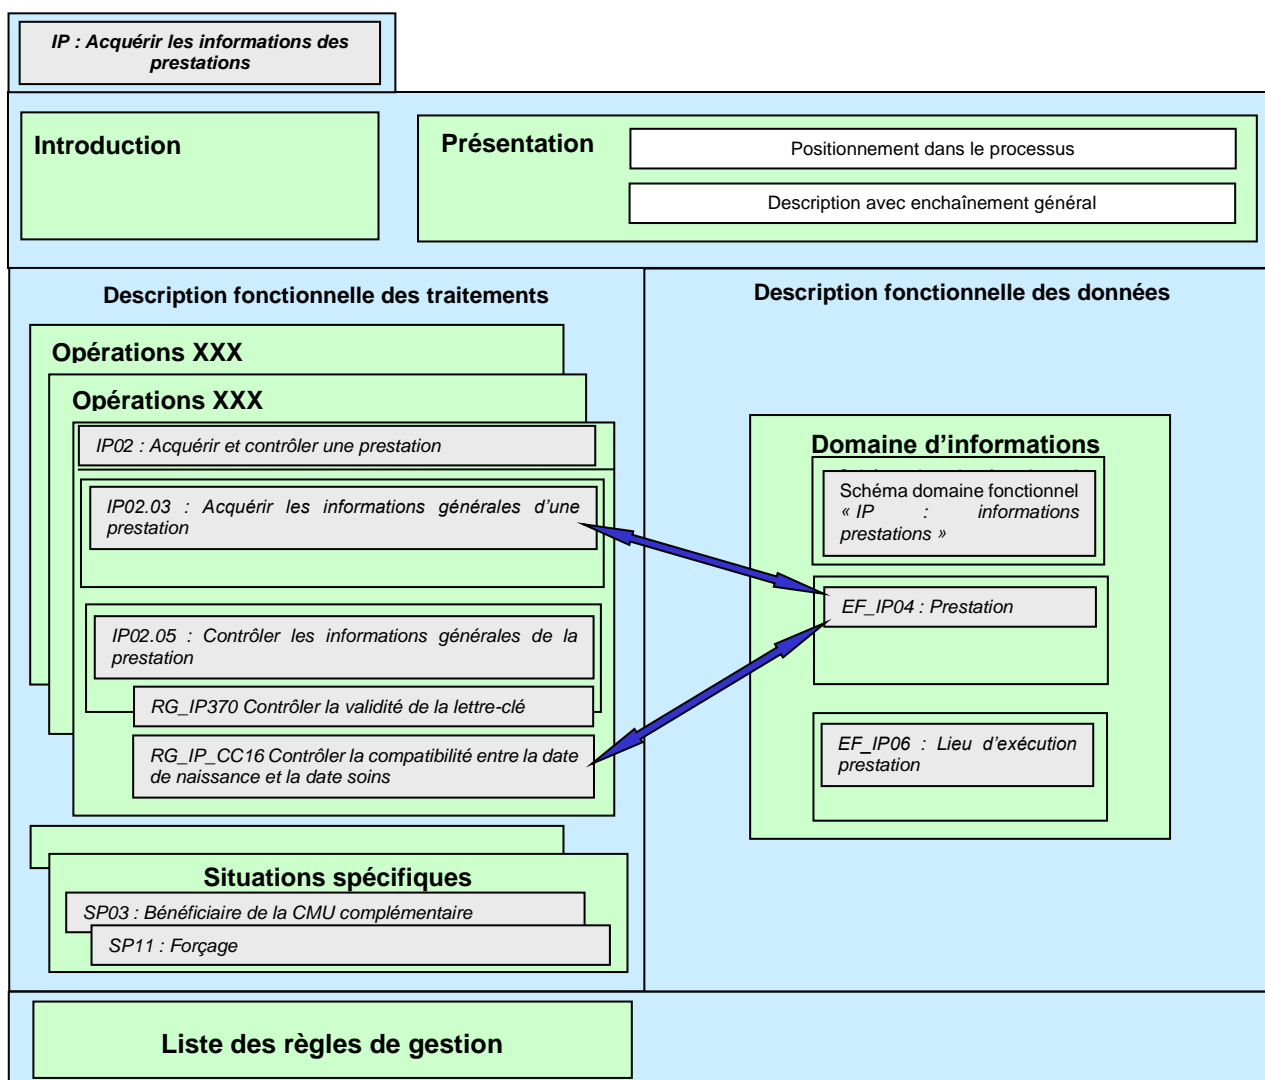 IP : Acquérir les informations des
prestations
Introduction
Présentation
Positionnement dans le processus
Description avec enchaînement général
Description fonctionnelle des traitements
Opérations XXX
Opérations XXX
IP02 : Acquérir et contrôler une prestation
IP02.03 : Acquérir les informations générales d’une
prestation
IP02.05 : Contrôler les informations générales de la
prestation
RG_IP370 Contrôler la validité de la lettre-clé
RG_IP_CC16 Contrôler la compatibilité entre la date
de naissance et la date soins
Situations spécifiques
SP03 : Bénéficiaire de la CMU complémentaire
SP11 : Forçage
Description fonctionnelle des données
Domaine d’informations
Schéma domaine fonctionnel
« IP : informations
prestations »
EF_IP04 : Prestation
EF_IP06 : Lieu d’exécution
prestation
Liste des règles de gestion